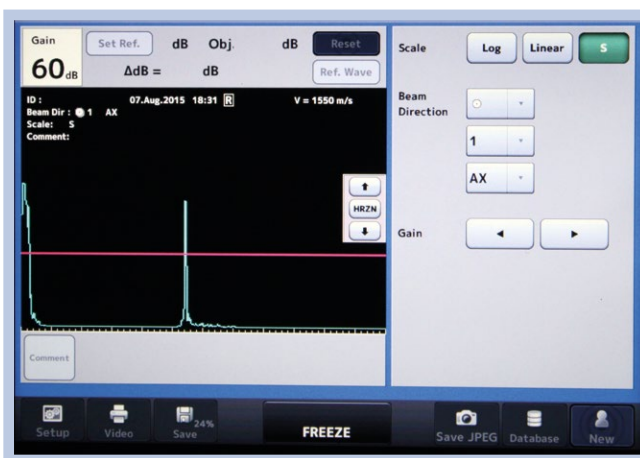 Gain
60dB
Set Ref. dB Obj. dB Reset
ΔdB = dB Ref. Wave
ID :
07.Aug.2015 18:31 R V = 1550 m/s
Beam Dir : 1 AX
Scale: S
Comment:
HRZN
Comment
Scale Log Linear S
Beam
Direction
1
AX
Gain
Setup Video Save 24% FREEZE Save JPEG Database New